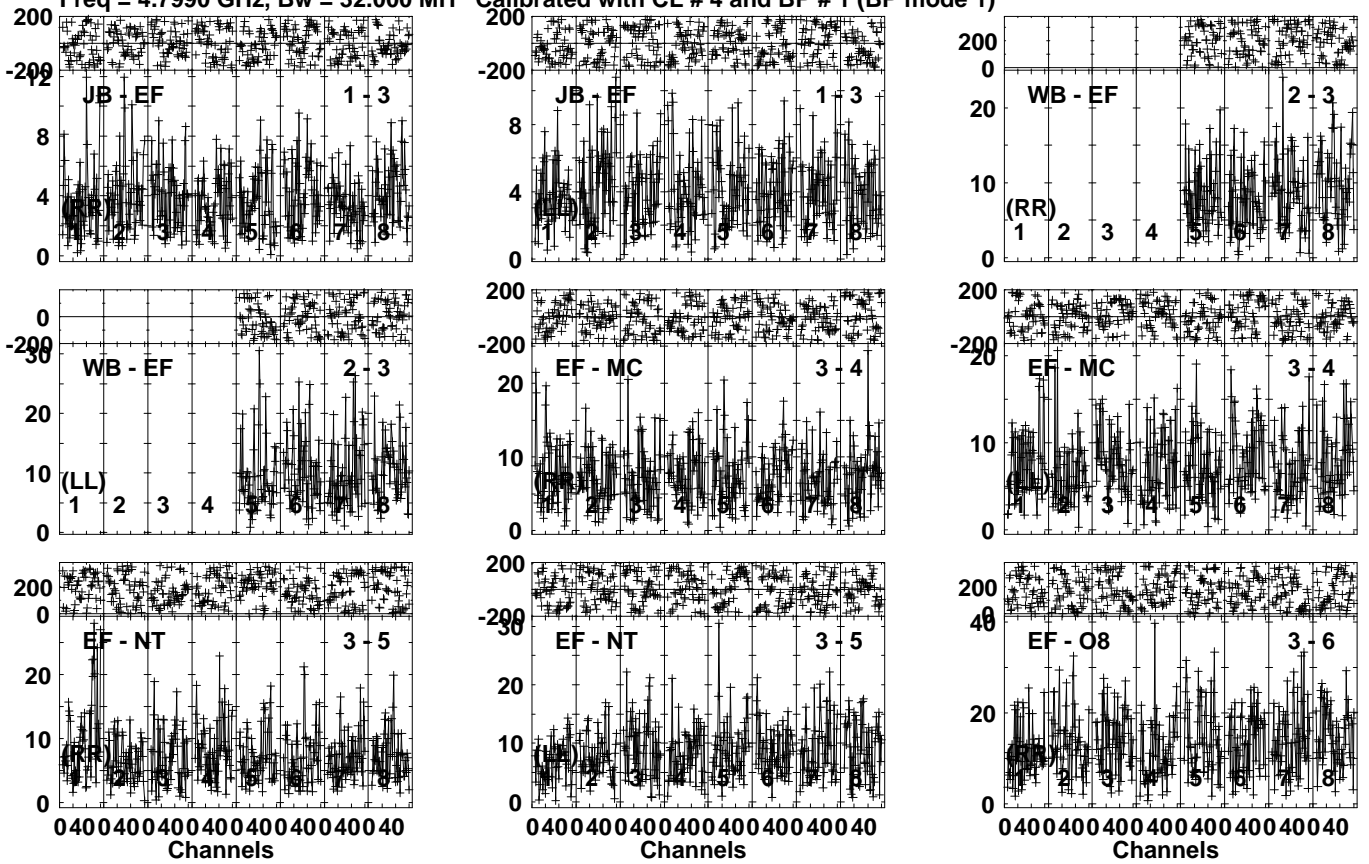 Freq = 4.7990 GHz, Bw = 32.000 MH Calibrated with CL # 4 and BP # 1 (BP mode 1)
200
-200
12
8
4
0
JB - EF 1 - 3
(RR)
1 2 3 4 5 6 7 8
200
-200
8
4
0
JB - EF 1 - 3
(LL)
1 2 3 4 5 6 7 8
200
0
20
10
0
WB - EF 2 - 3
(RR)
1 2 3 4 5 6 7 8
0
-200
30
20
10
0
WB - EF 2 - 3
(LL)
1 2 3 4 5 6 7 8
200
-200
20
10
0
EF - MC 3 - 4
(RR)
1 2 3 4 5 6 7 8
200
-200
20
10
0
EF - MC 3 - 4
(LL)
1 2 3 4 5 6 7 8
200
0
20
10
0
EF - NT 3 - 5
(RR)
1 2 3 4 5 6 7 8
0 40 0 40 0 40 0 40 0 40 0 40 0 40 0 40
Channels
200
-200
30
20
10
0
EF - NT 3 - 5
(LL)
1 2 3 4 5 6 7 8
0 40 0 40 0 40 0 40 0 40 0 40 0 40 0 40
Channels
200
0
40
20
0
EF - O8 3 - 6
(RR)
1 2 3 4 5 6 7 8
0 40 0 40 0 40 0 40 0 40 0 40 0 40 0 40
Channels